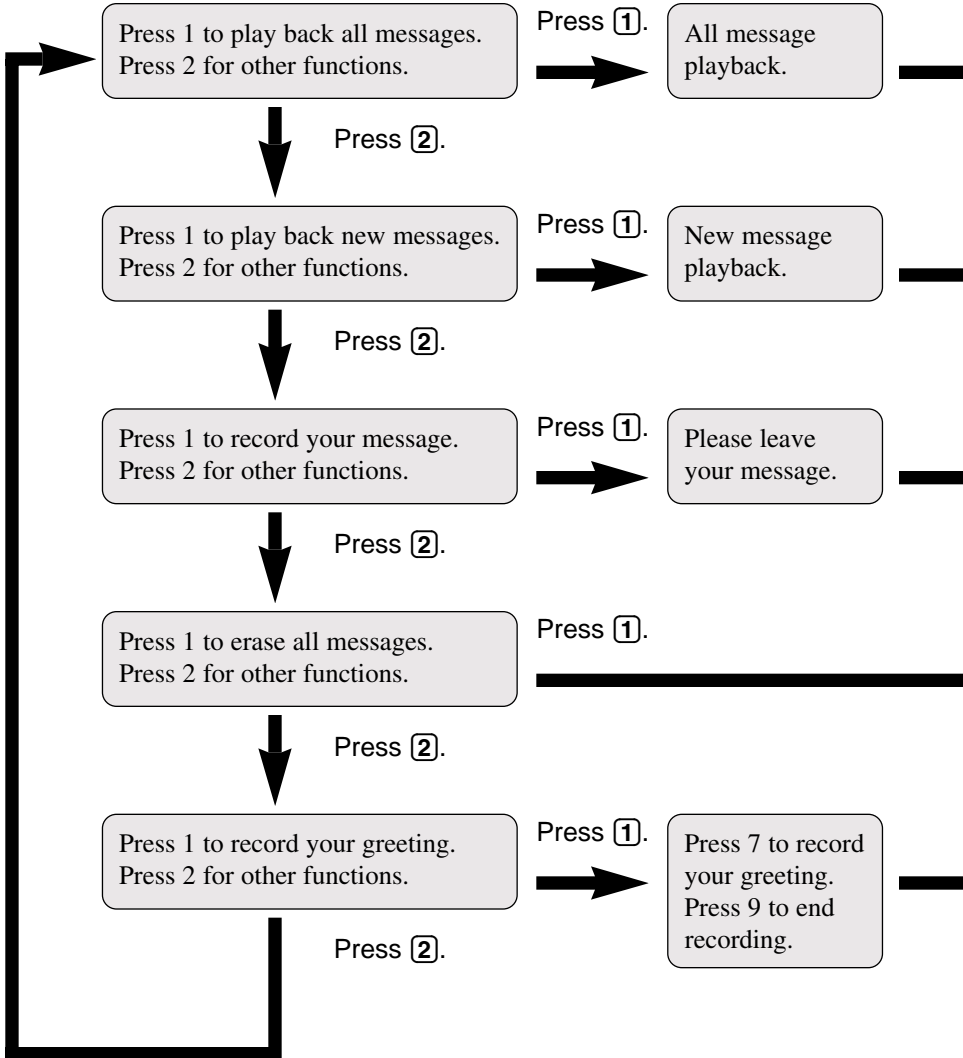 Press 1 to play back all messages.
Press 2 for other functions.
Press 1.
All message
playback.
Press 2.
Press 1 to play back new messages.
Press 2 for other functions.
Press 1.
New message
playback.
Press 2.
Press 1 to record your message.
Press 2 for other functions.
Press 1.
Please leave
your message.
Press 2.
Press 1 to erase all messages.
Press 2 for other functions.
Press 1.
Press 2.
Press 1 to record your greeting.
Press 2 for other functions.
Press 1.
Press 7 to record
your greeting.
Press 9 to end
recording.
Press 2.